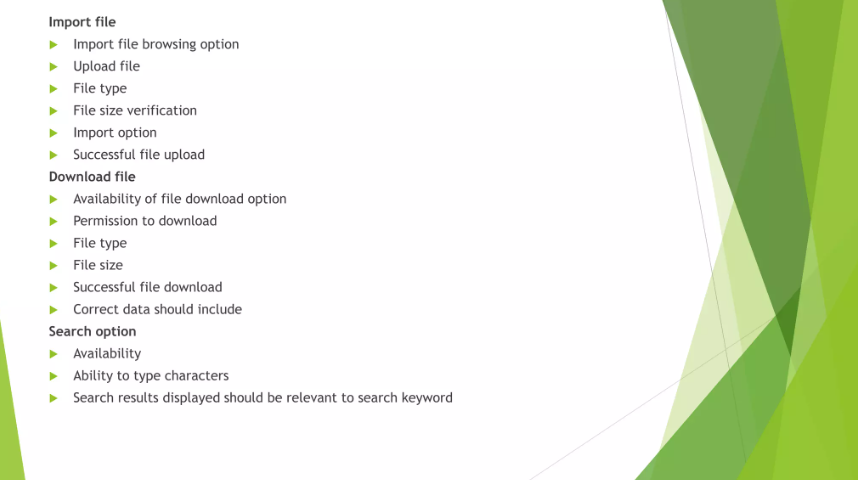 Import file
Import file browsing option
Upload file
File type
File size verification
Import option
Successful file upload
Download file
Availability of file download option
Permission to download
File type
File size
Successful file download
Correct data should include
Search option
Availability
Ability to type characters
Search results displayed should be relevant to search keyword